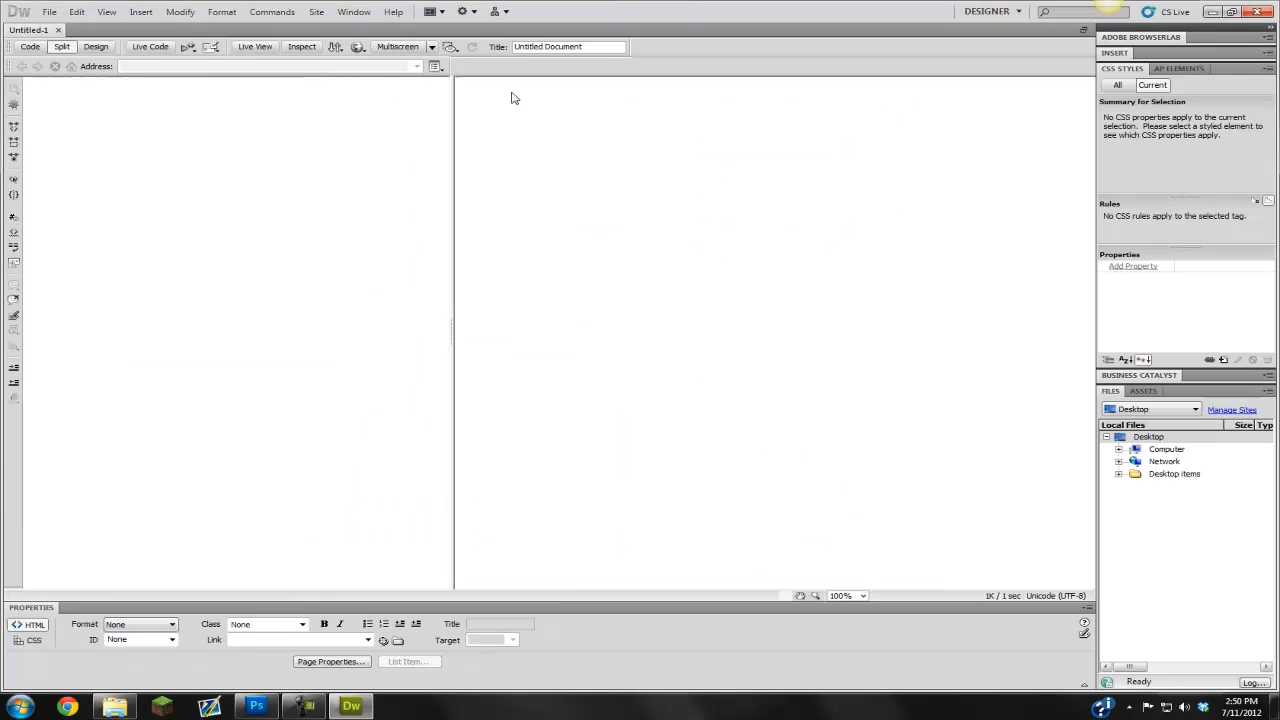 Dw File Edit View Insert Modify Format Commands Site Window Help DESIGNER CS Live
Untitled-1
Code Split Design Live Code Live View Inspect Multiscreen Title: Untitled Document
Address:
ADOBE BROWSERLAB
INSERT
CSS STYLES AP ELEMENTS
All Current
Summary for Selection
No CSS properties apply to the current
selection. Please select a styled element to
see which CSS properties apply.
Rules
No CSS rules apply to the selected tag.
Properties
Add Property
BUSINESS CATALYST
FILES ASSETS
Desktop Manage Sites
Local Files Size Typ
Desktop
Computer
Network
Desktop items
100% 1K / 1 sec Unicode (UTF-8)
PROPERTIES
<> HTML Format None Class None B I Title
CSS ID None Link Target
Page Properties... List Item...
Ready Log...
Ps Dw
2:50 PM
7/11/2012